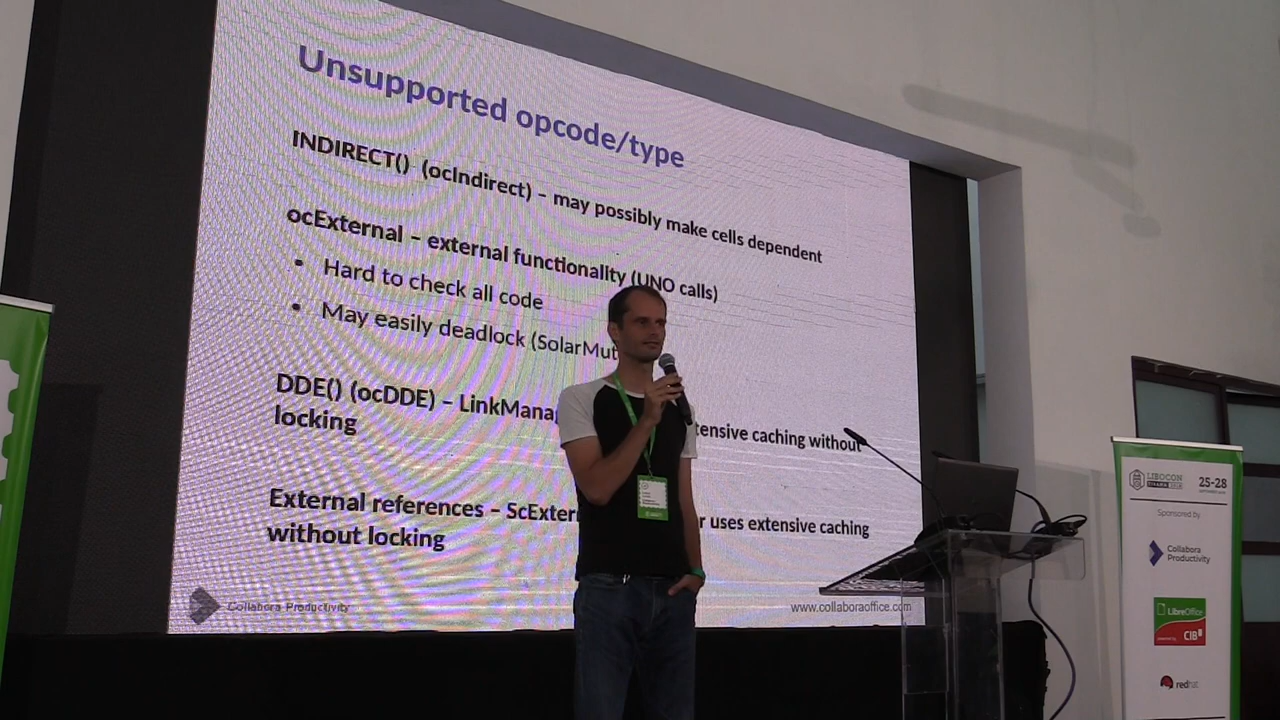 Unsupported opcode/type
INDIRECT() (ocIndirect) – may possibly make cells dependent
ocExternal – external functionality (UNO calls)
• Hard to check all code
• May easily deadlock (SolarMut
DDE() (ocDDE) – LinkManag tensive caching without
locking
External references – ScExter r uses extensive caching
without locking
Collabora Productivity
www.collaboraoffice.com
LIBOCON
25-28
Sponsored by
Collabora
Productivity
LibreOffice
CIB
redhat